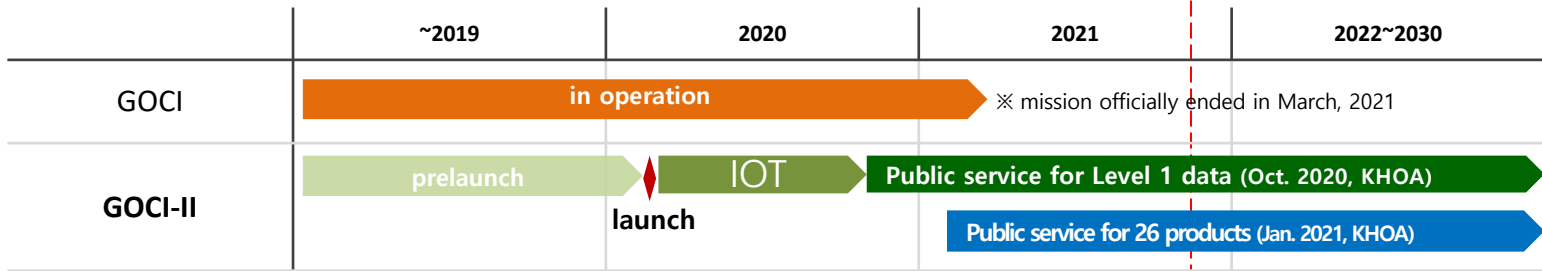 ~2019 2020 2021 2022~2030
GOCI in operation ※ mission officially ended in March, 2021
prelaunch IOT Public service for Level 1 data (Oct. 2020, KHOA)
GOCI-II
launch
Public service for 26 products (Jan. 2021, KHOA)